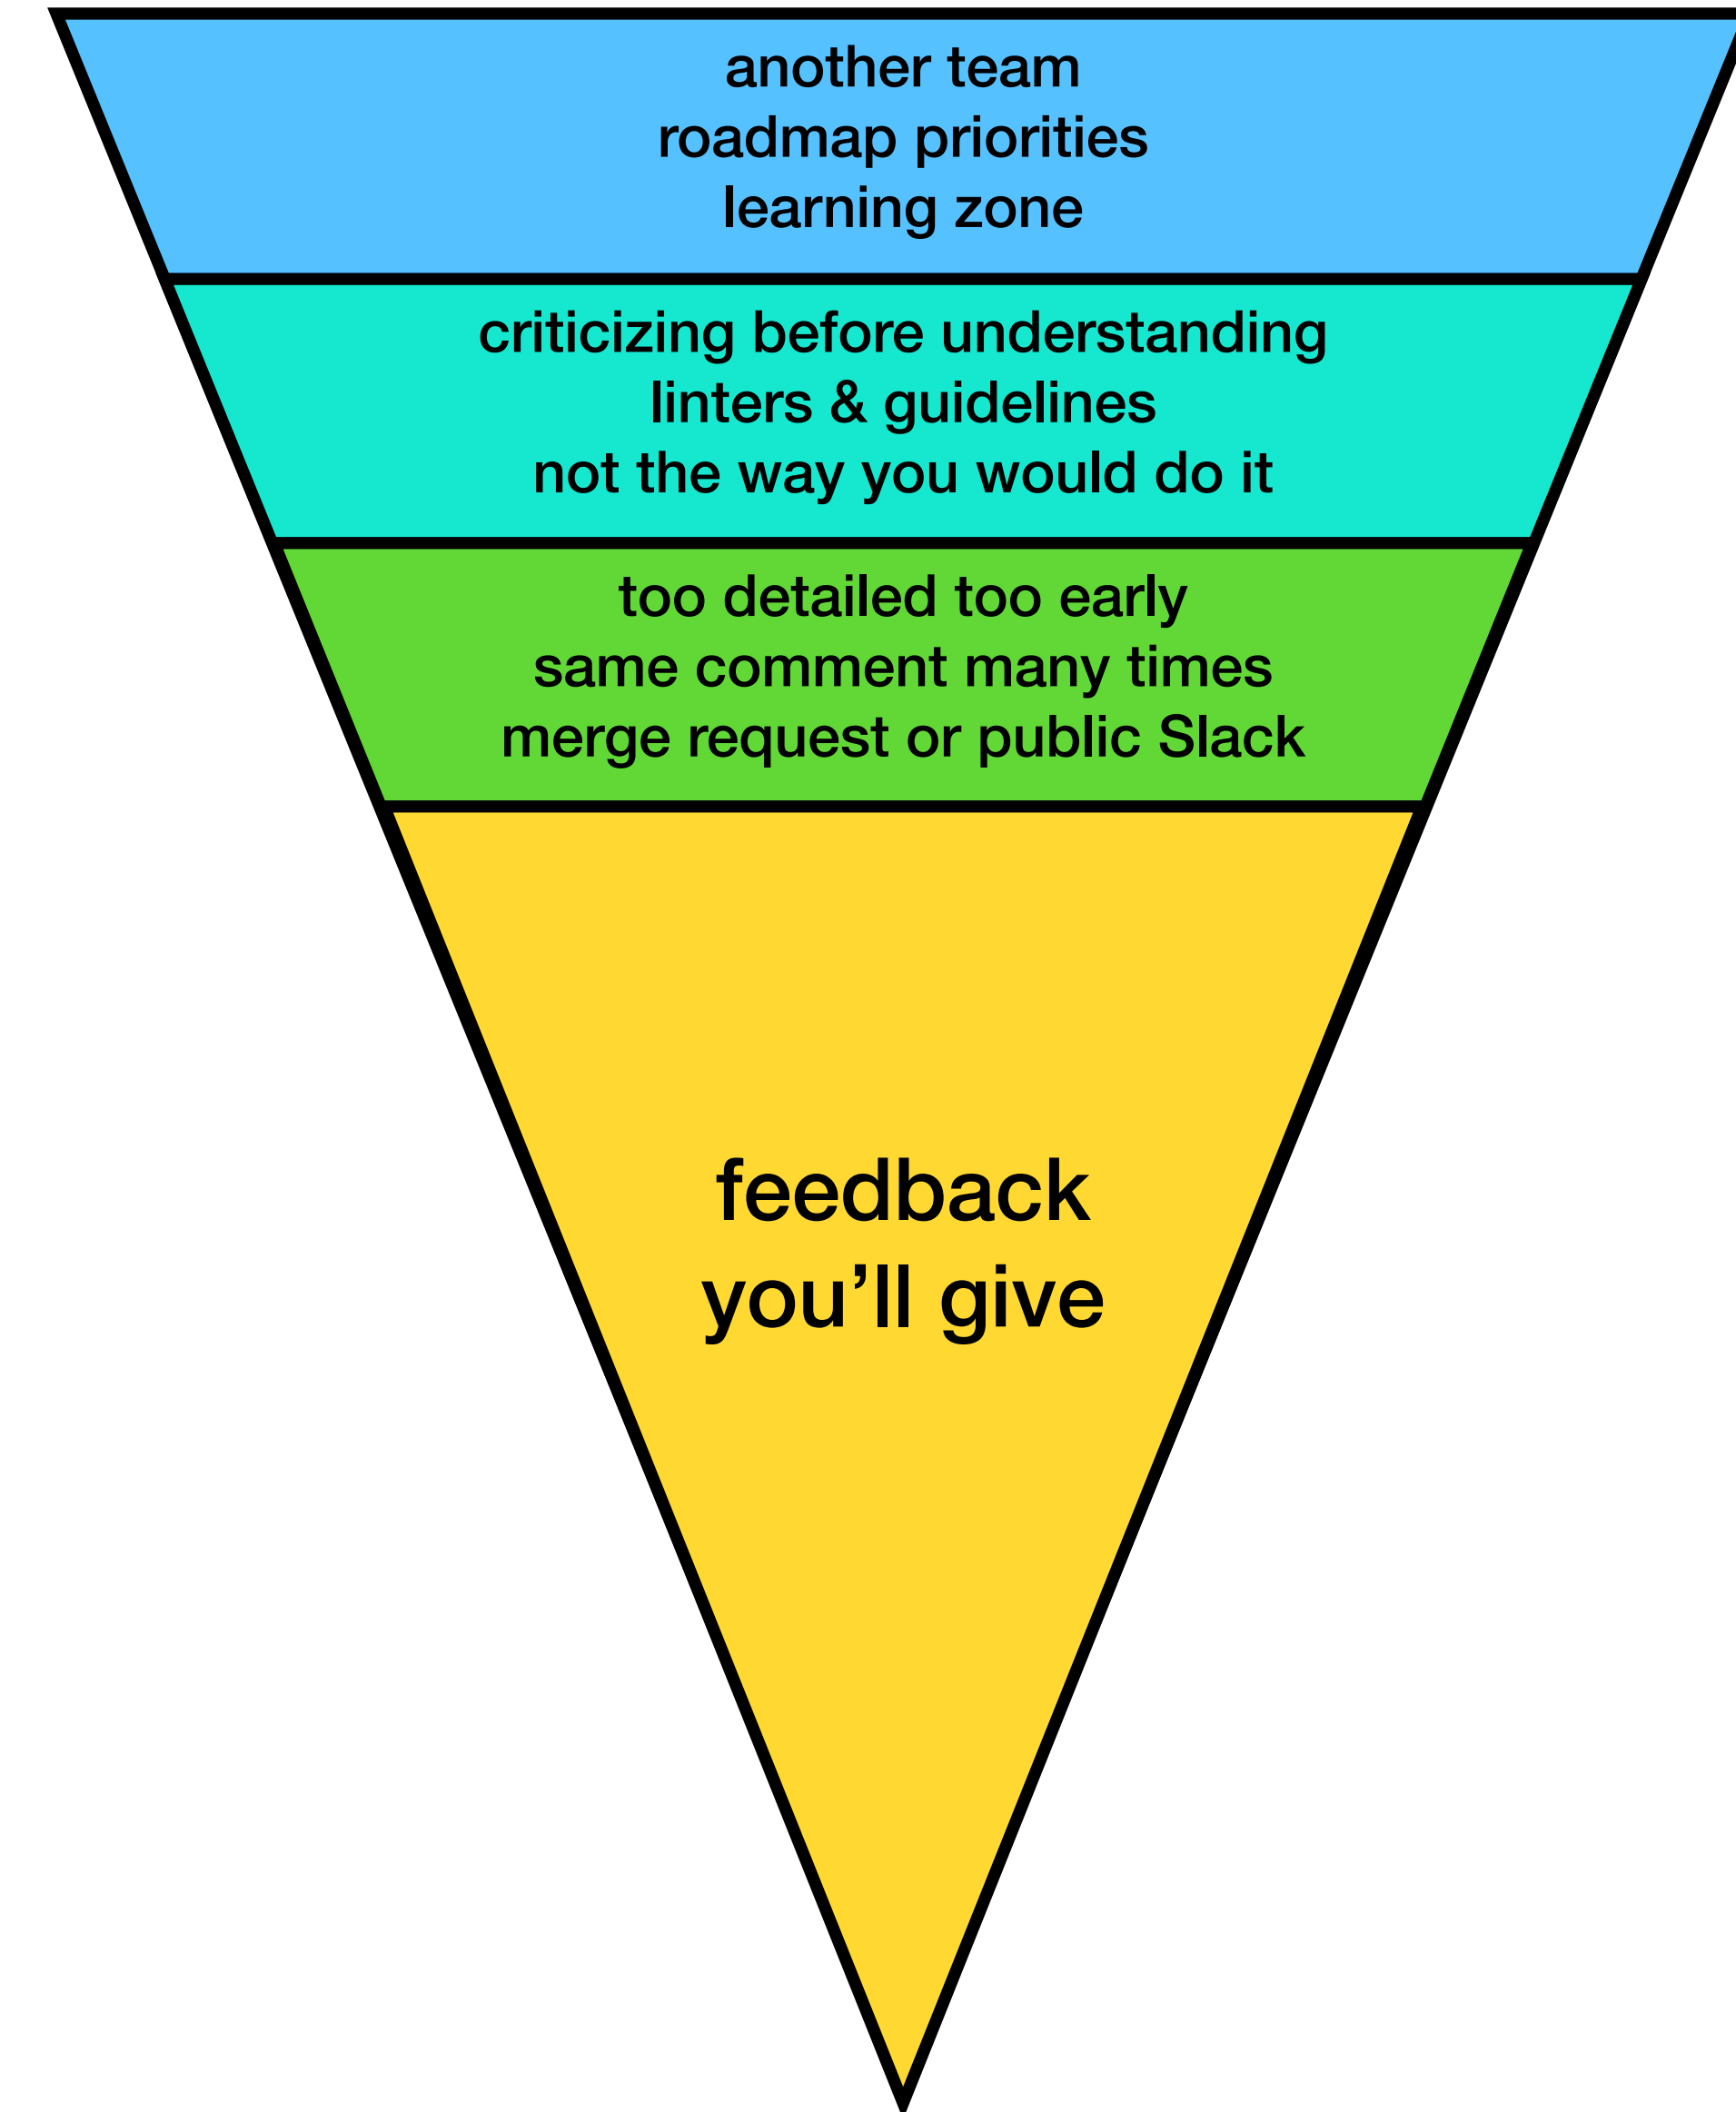 another team
roadmap priorities
learning zone
criticizing before understanding
linters & guidelines
not the way you would do it
too detailed too early
same comment many times
merge request or public Slack
feedback
you’ll give